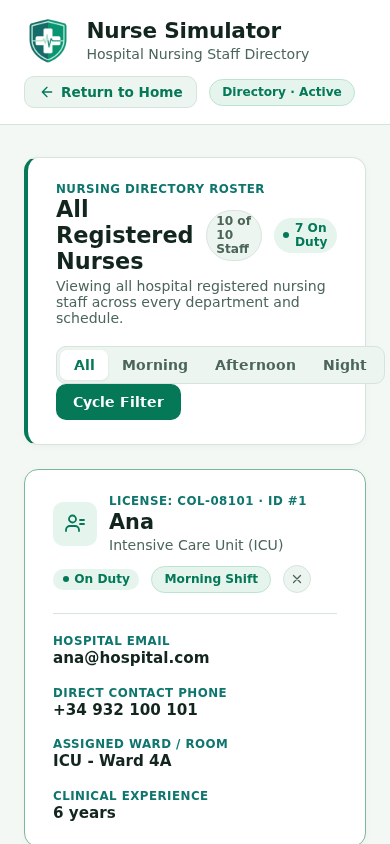 Nurse Simulator
Hospital Nursing Staff Directory
Return to Home
Directory · Active
NURSING DIRECTORY ROSTER
All
Registered
Nurses
10 of
10
Staff
7 On
Duty
Viewing all hospital registered nursing
staff across every department and
schedule.
All Morning Afternoon Night
Cycle Filter
LICENSE: COL-08101 · ID #1
Ana
Intensive Care Unit (ICU)
On Duty
Morning Shift
HOSPITAL EMAIL
ana@hospital.com
DIRECT CONTACT PHONE
+34 932 100 101
ASSIGNED WARD / ROOM
ICU - Ward 4A
CLINICAL EXPERIENCE
6 years